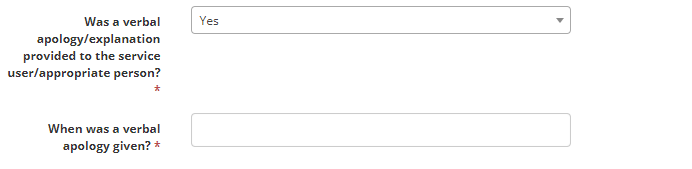 Was a verbal
apology/explanation
provided to the service
user/appropriate person?
*
Yes
When was a verbal
apology given? *